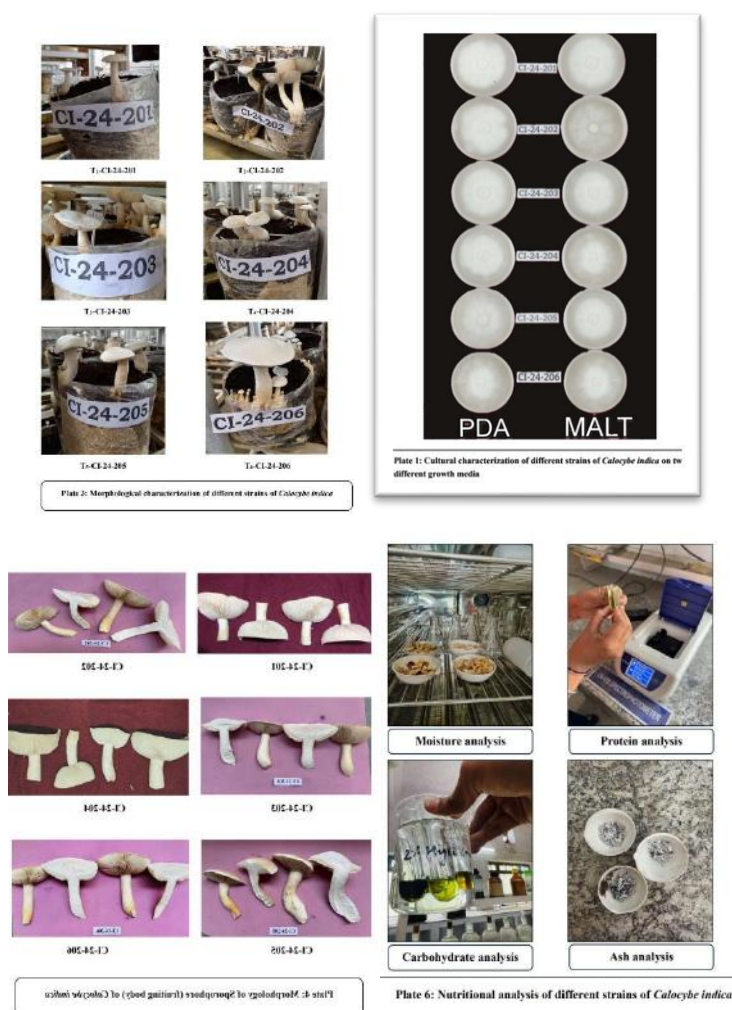 CI-24-201
CI-24-202
T₁-CI-24-201
T₂-CI-24-202
CI-24-203
CI-24-204
T₃-CI-24-203
T₄-CI-24-204
CI-24-205
CI-24-206
T₅-CI-24-205
T₆-CI-24-206
Plate 2: Morphological characterization of different strains of Calocybe indica
CI-24-201
CI-24-202
CI-24-203
CI-24-204
CI-24-205
CI-24-206
PDA MALT
Plate 1: Cultural characterization of different strains of Calocybe indica on tw
different growth media
CI-24-201
CI-24-202
CI-24-203
CI-24-204
CI-24-205
CI-24-206
Plate 4: Morphology of Sporophore (fruiting body) of Calocybe indica
Moisture analysis
Protein analysis
Carbohydrate analysis
Ash analysis
Plate 6: Nutritional analysis of different strains of Calocybe indica